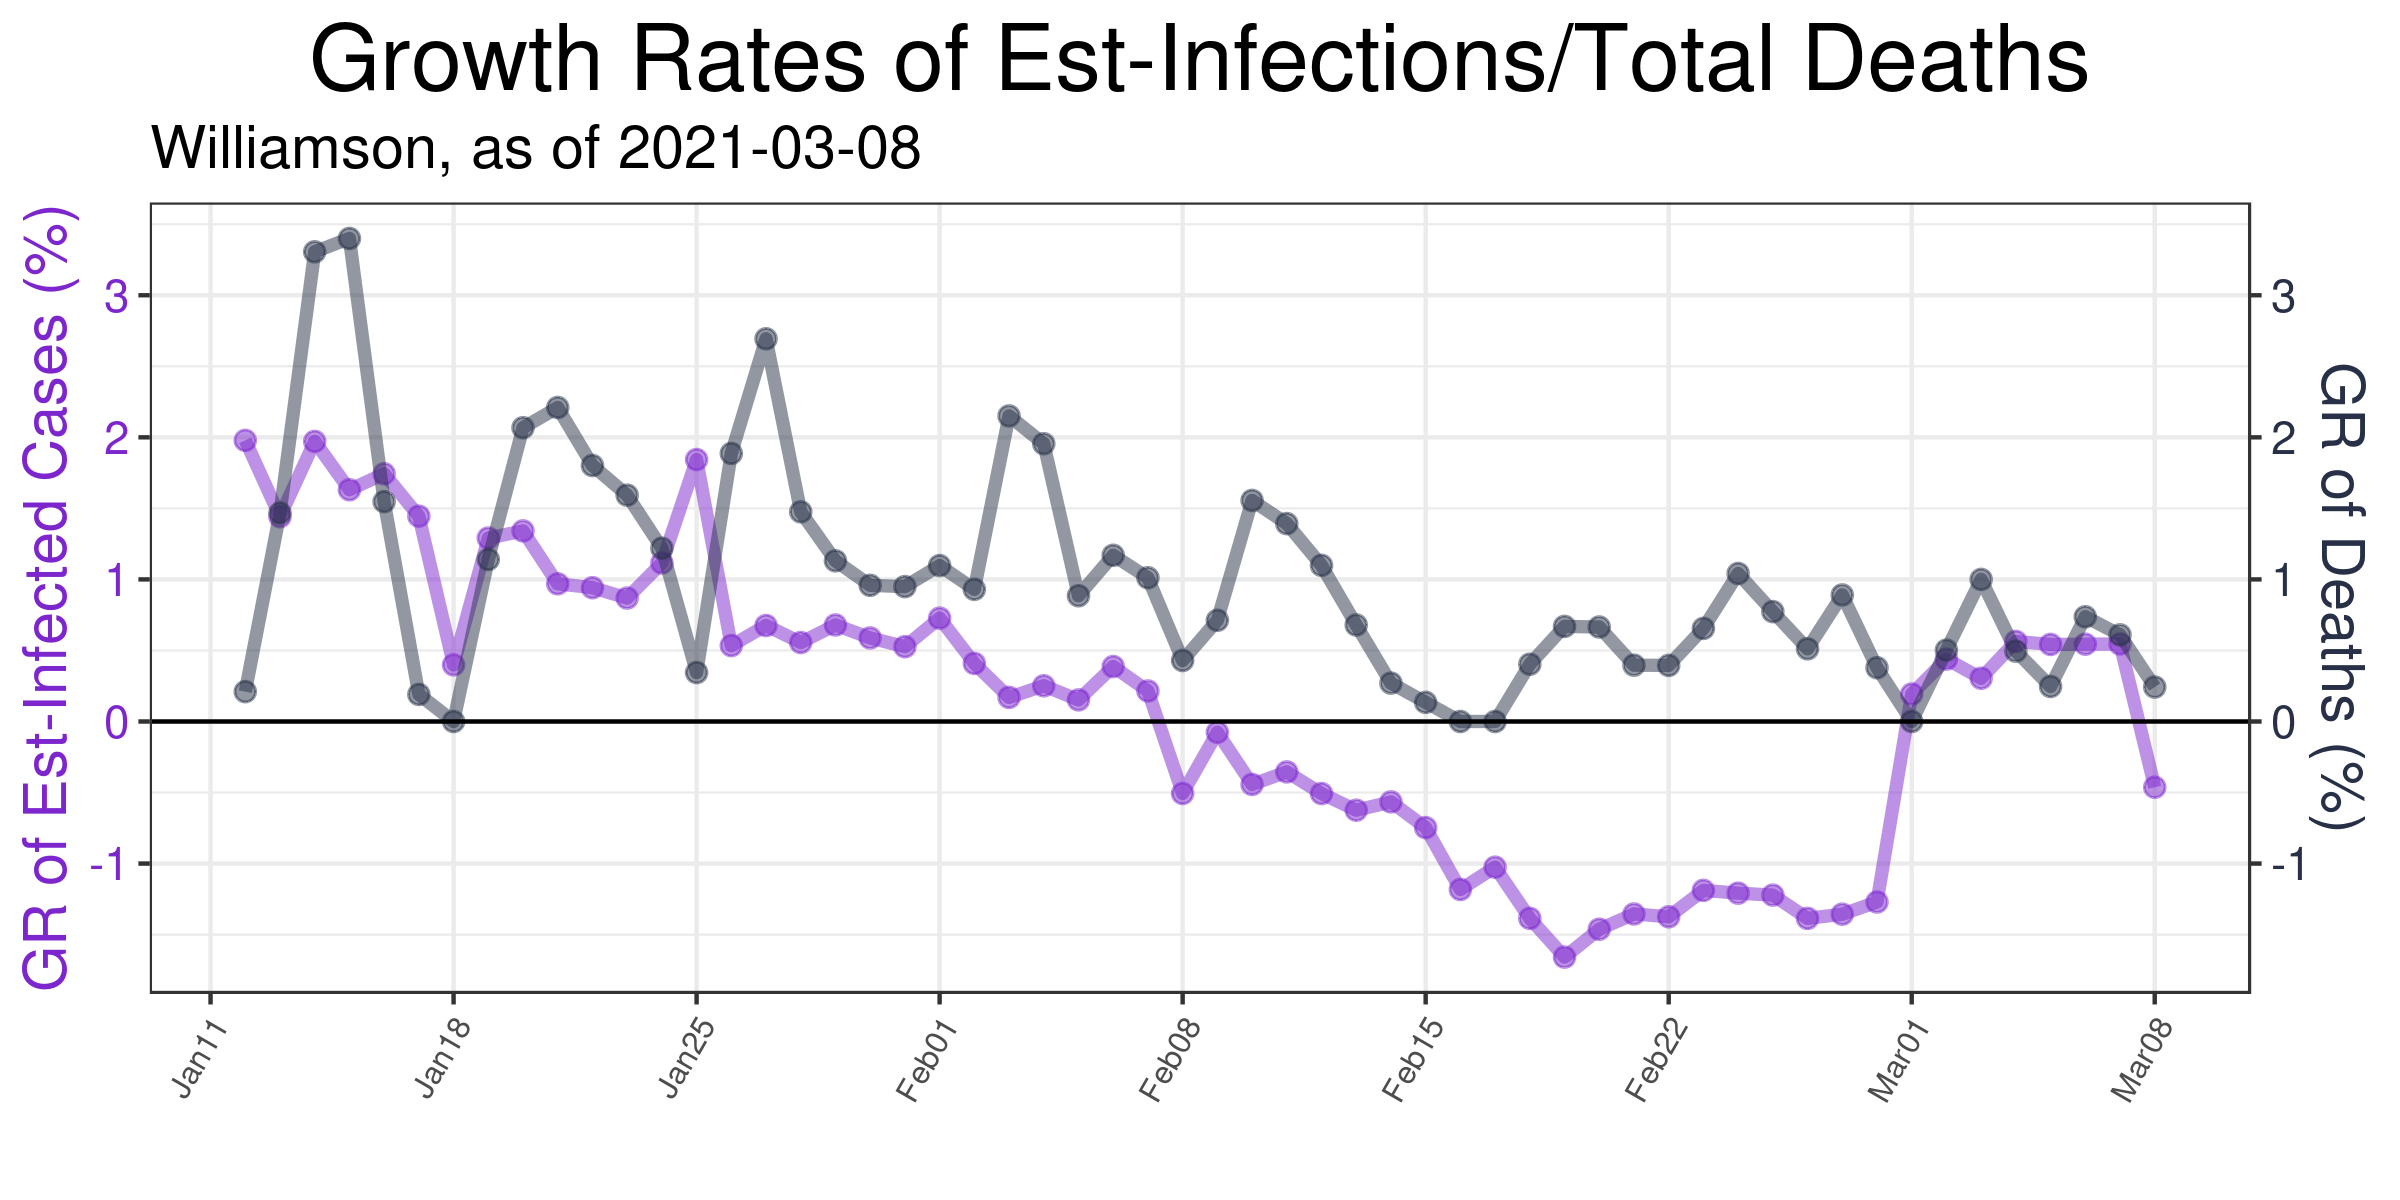 Growth Rates of Est-Infections/Total Deaths
Williamson, as of 2021-03-08
GR of Est-Infected Cases (%)
3
2
1
0
-1
3
2
1
0
-1
GR of Deaths (%)
Jan11
Jan18
Jan25
Feb01
Feb08
Feb15
Feb22
Mar01
Mar08